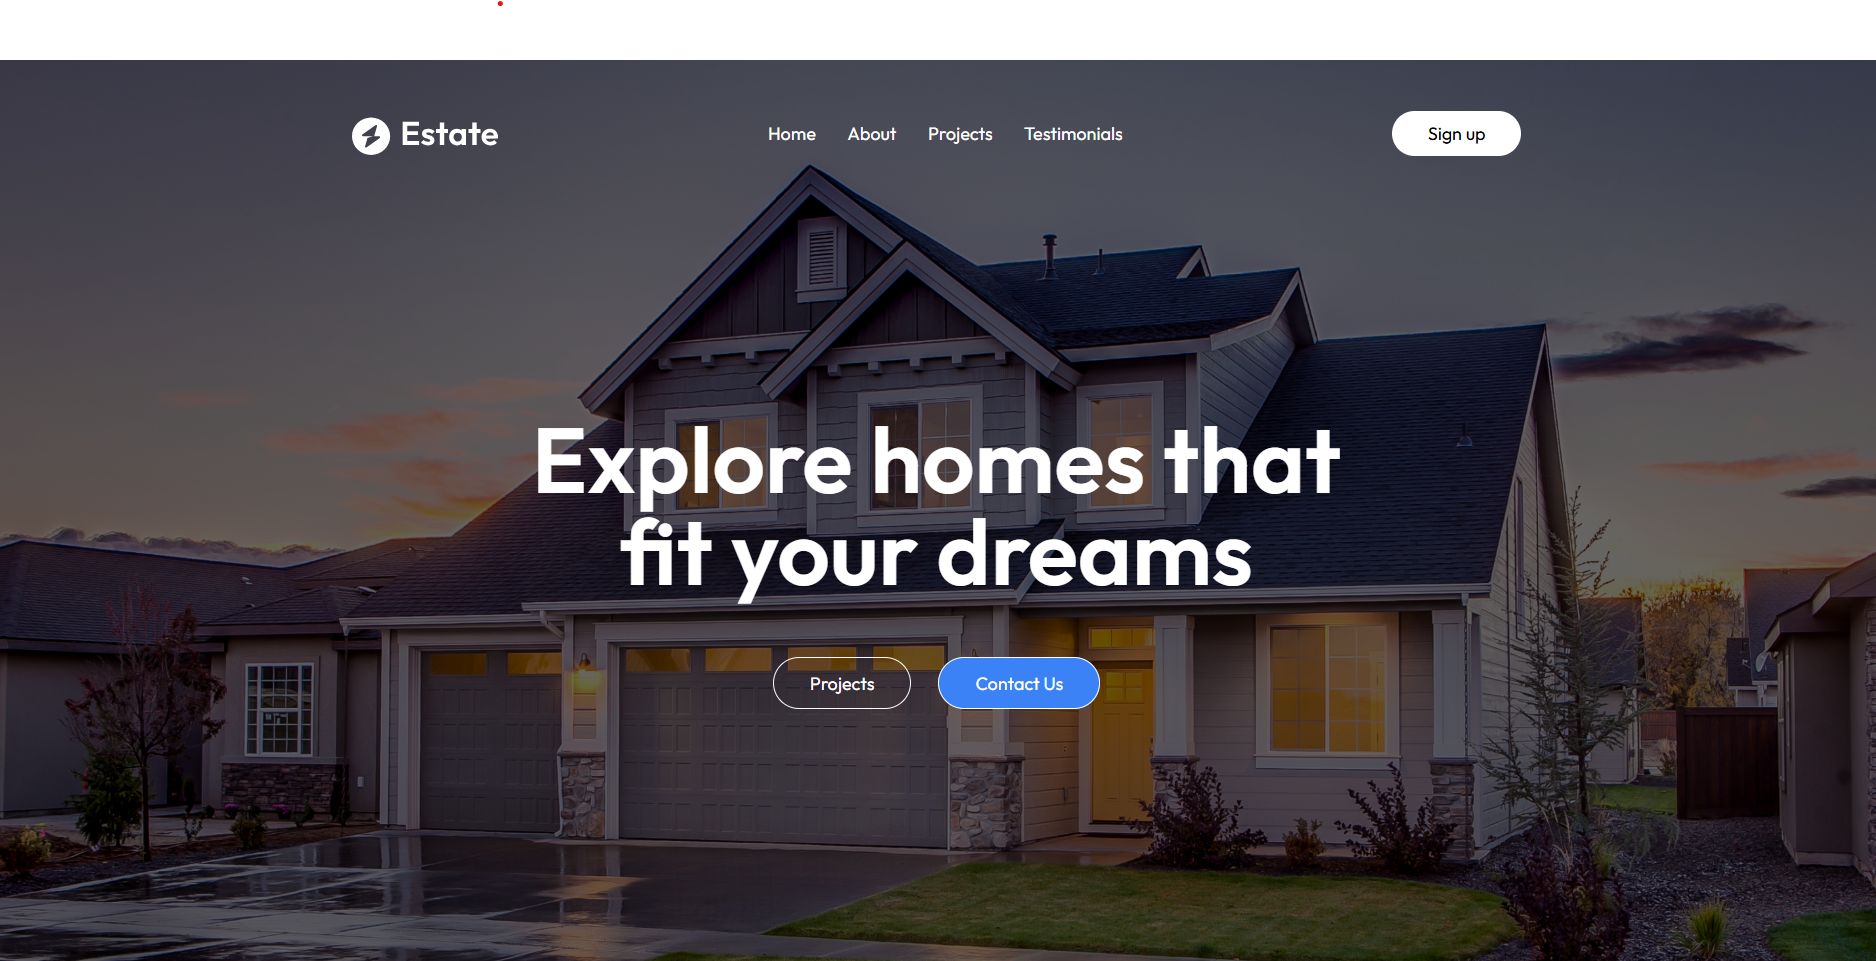 Estate
Home About Projects Testimonials
Sign up
Explore homes that
fit your dreams
Projects
Contact Us